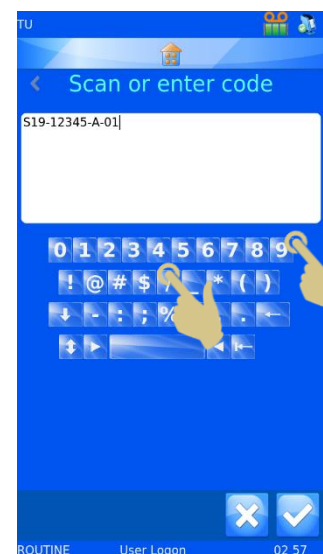 TU
Scan or enter code
S19-12345-A-01
0 1 2 3 4 5 6 7 8 9
! @ # $ / _ * ( )
- : ; % .
ROUTINE User Logon 02 57